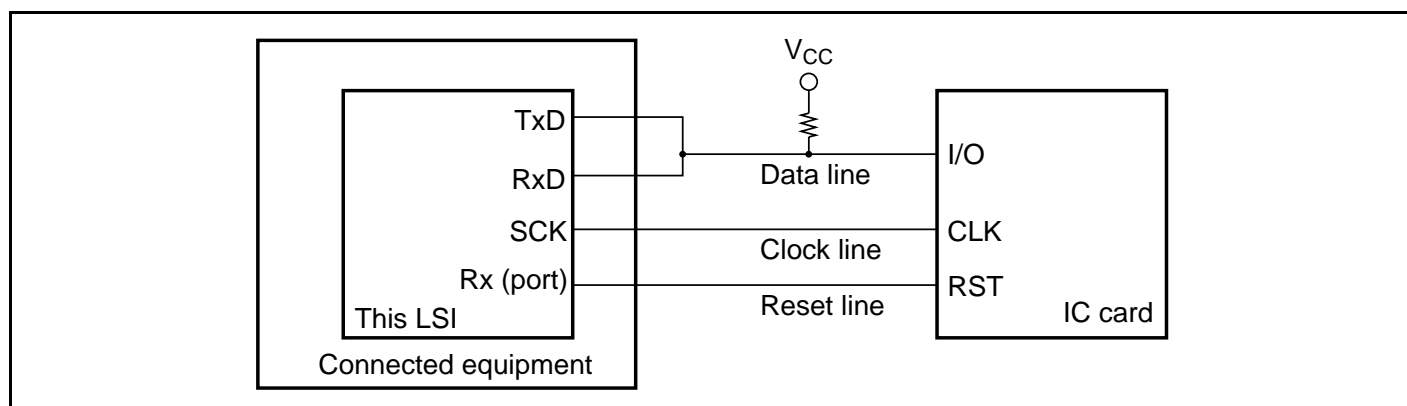 V_CC
TxD
RxD
SCK
Rx (port)
This LSI
Connected equipment
Data line
Clock line
Reset line
I/O
CLK
RST
IC card